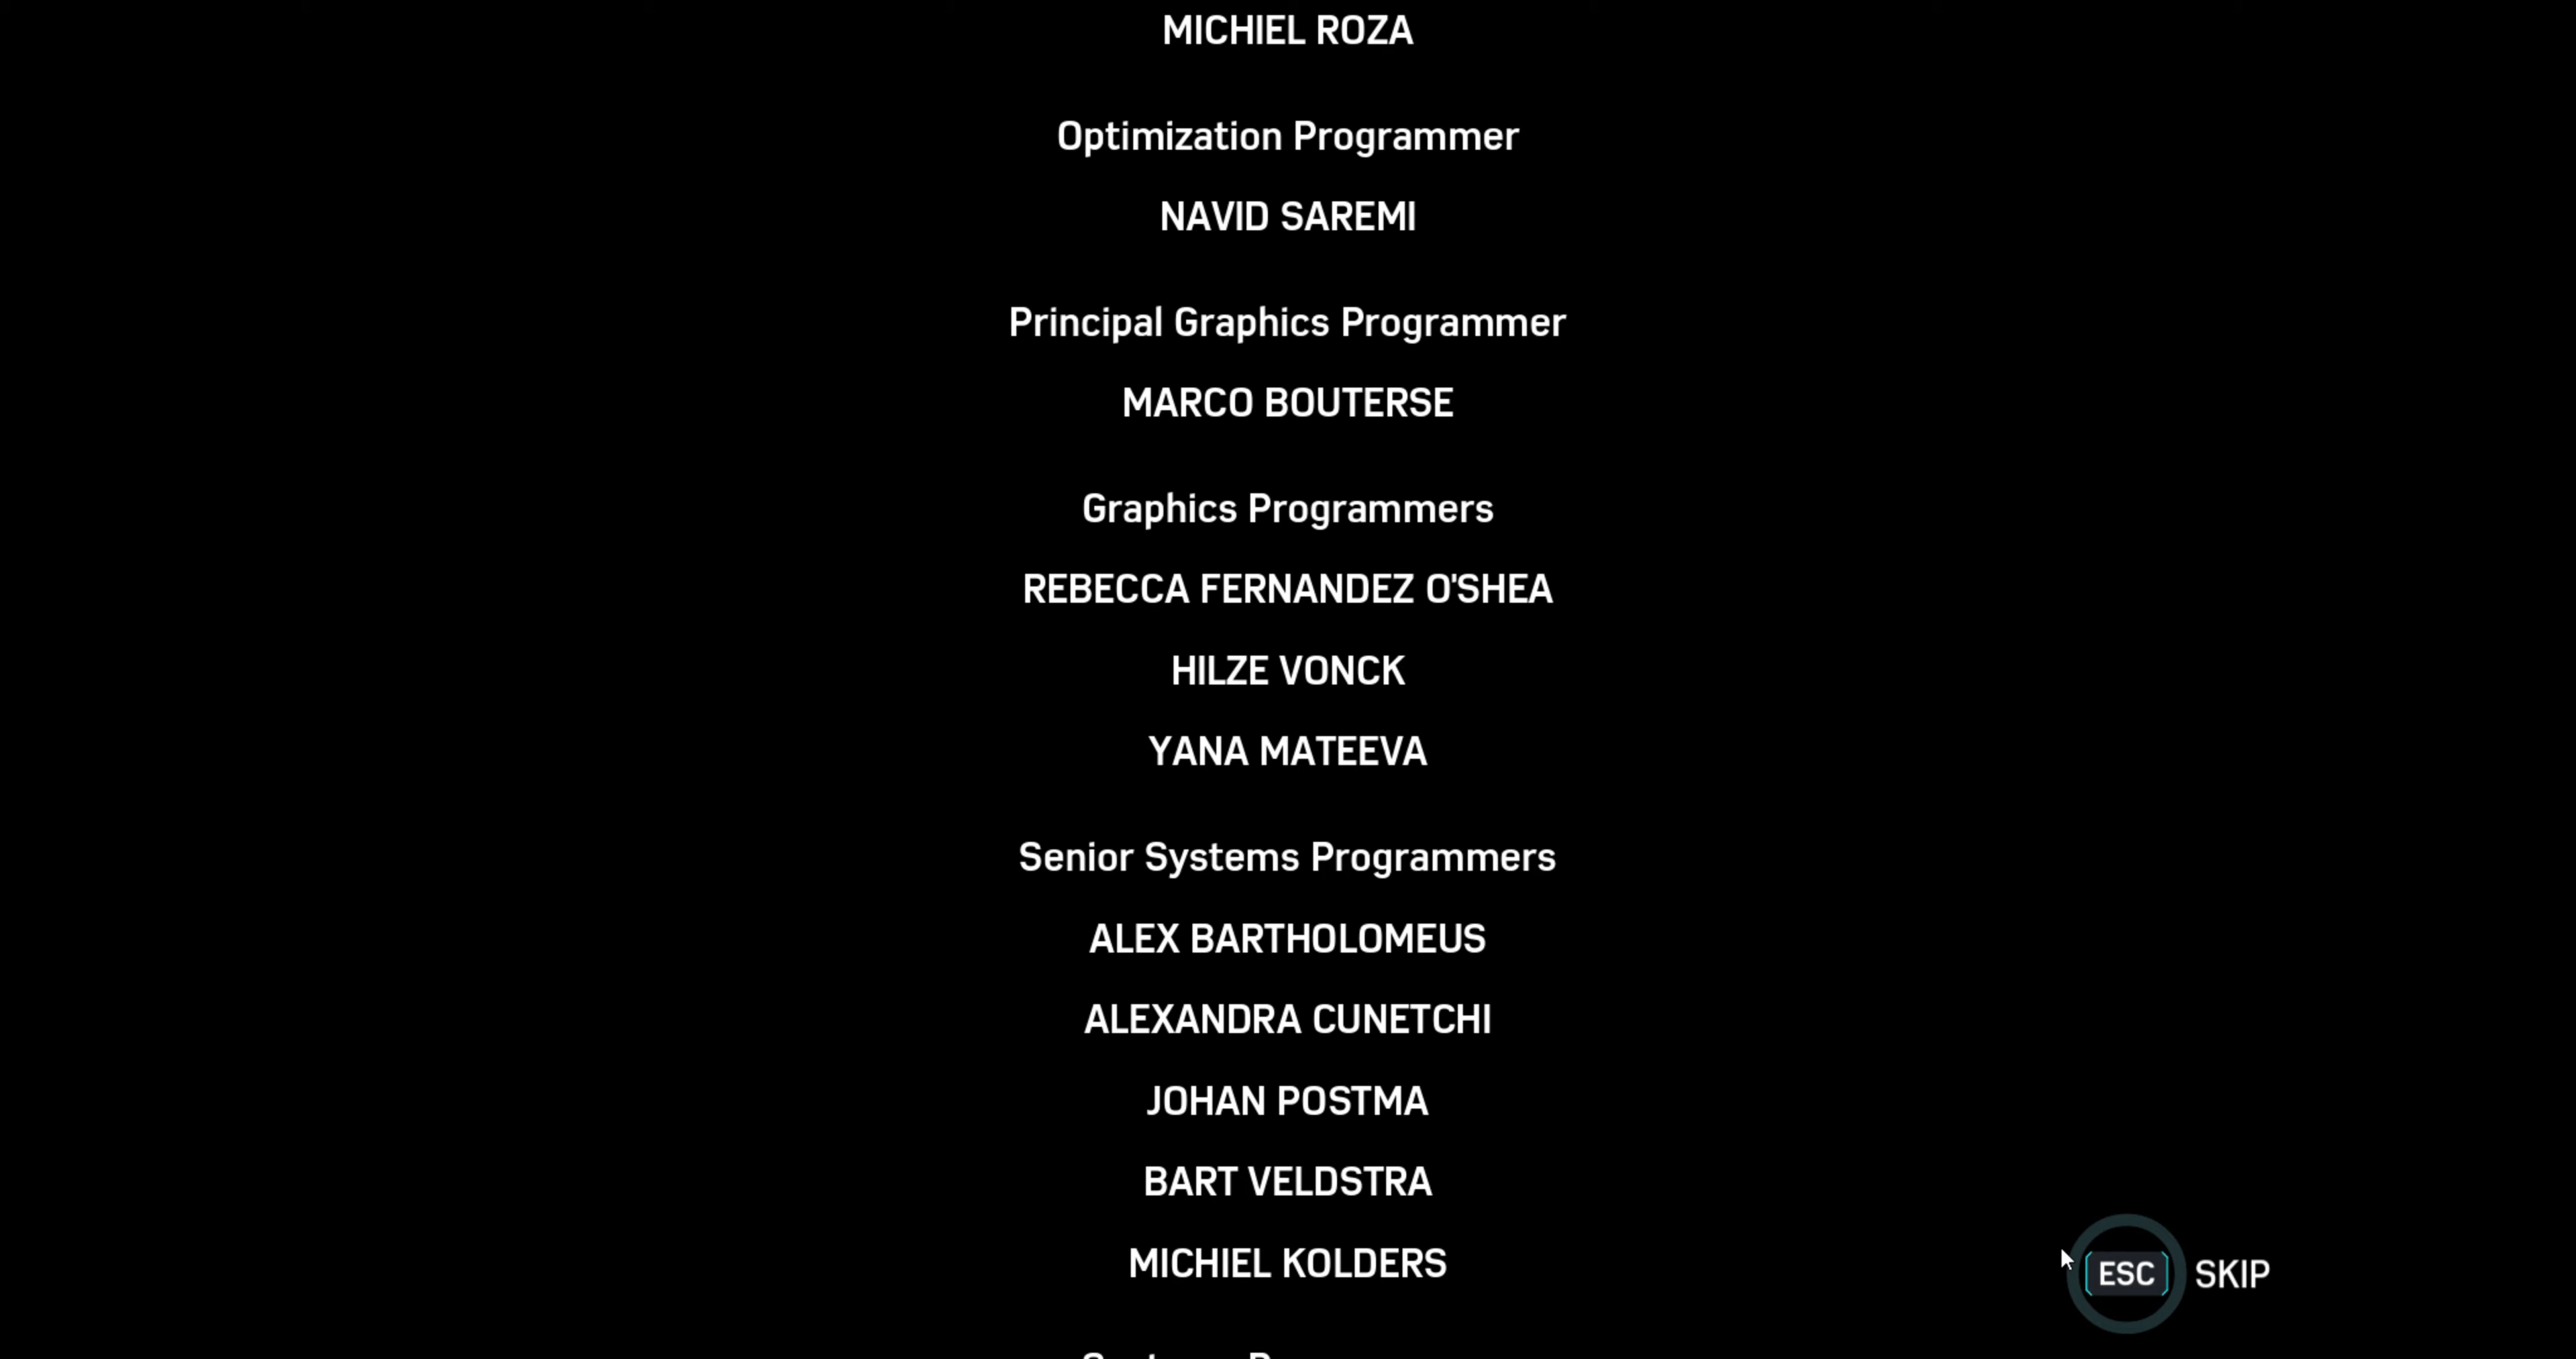 MICHIEL ROZA
Optimization Programmer
NAVID SAREMI
Principal Graphics Programmer
MARCO BOUTERSE
Graphics Programmers
REBECCA FERNANDEZ O'SHEA
HILZE VONCK
YANA MATEEVA
Senior Systems Programmers
ALEX BARTHOLOMEUS
ALEXANDRA CUNETCHI
JOHAN POSTMA
BART VELDSTRA
MICHIEL KOLDERS
ESC SKIP